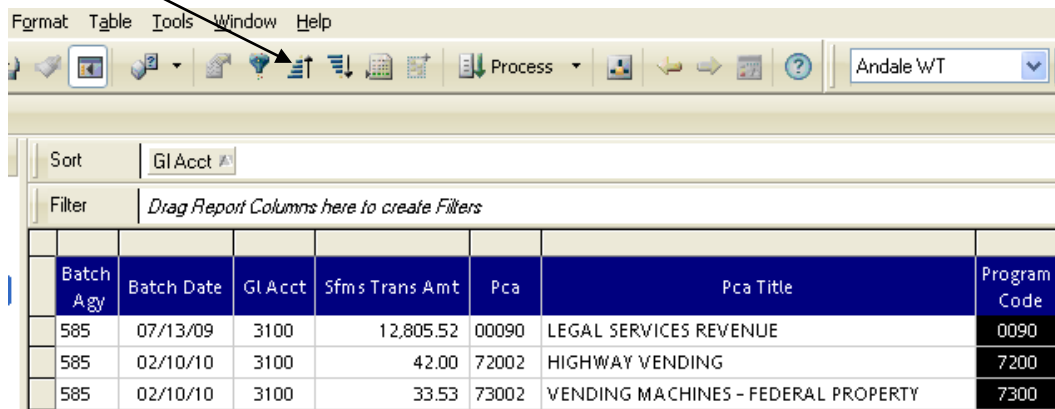 Format Table Tools Window Help
Process Andale WT
Sort Gl Acct
Filter Drag Report Columns here to create Filters
Batch Agy Batch Date Gl Acct Sfms Trans Amt Pca Pca Title Program Code
585 07/13/09 3100 12,805.52 00090 LEGAL SERVICES REVENUE 0090
585 02/10/10 3100 42.00 72002 HIGHWAY VENDING 7200
585 02/10/10 3100 33.53 73002 VENDING MACHINES - FEDERAL PROPERTY 7300